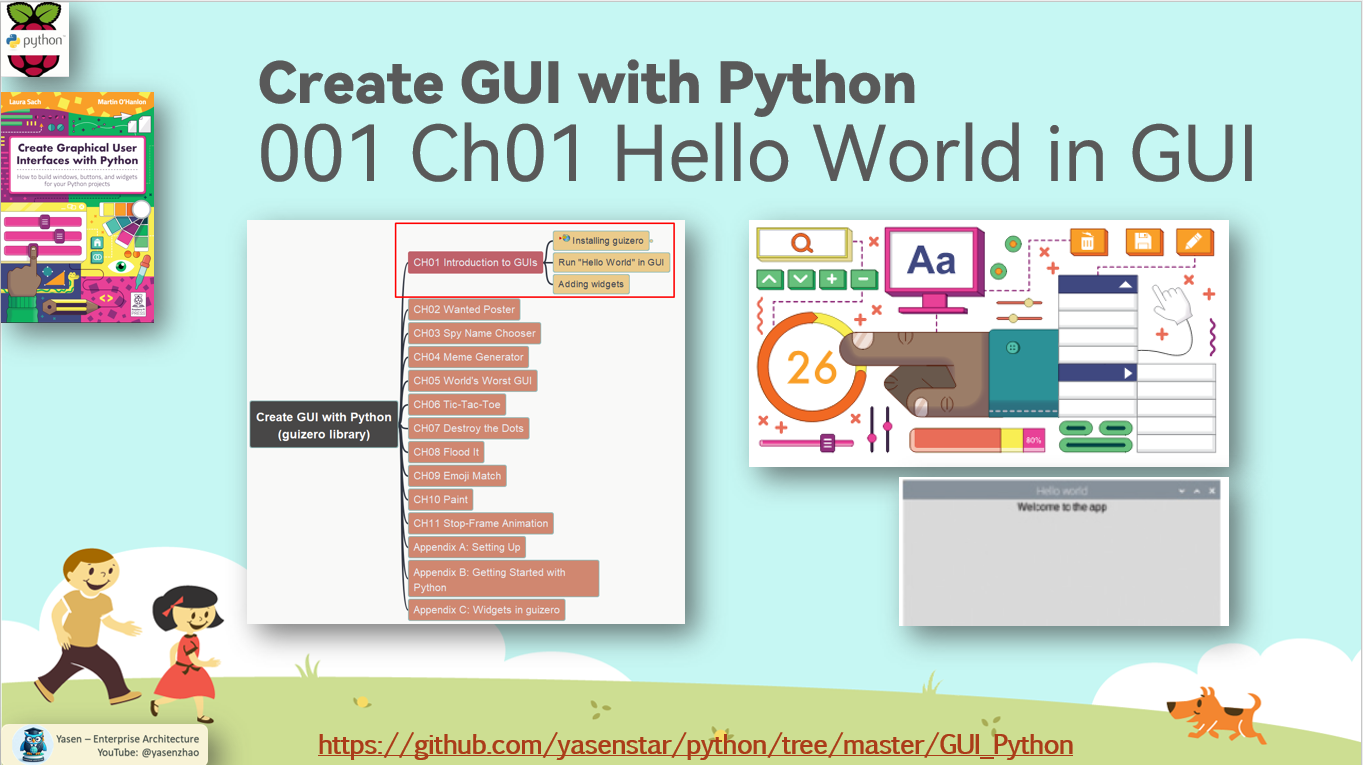 python™
Laura Sach Martin O'Hanlon
Create Graphical User
Interfaces with Python
How to build windows, buttons, and widgets
for your Python projects
Create GUI with Python
001 Ch01 Hello World in GUI
Create GUI with Python
(guizero library)
CH01 Introduction to GUIs
Installing guizero
Run "Hello World" in GUI
Adding widgets
CH02 Wanted Poster
CH03 Spy Name Chooser
CH04 Meme Generator
CH05 World's Worst GUI
CH06 Tic-Tac-Toe
CH07 Destroy the Dots
CH08 Flood It
CH09 Emoji Match
CH10 Paint
CH11 Stop-Frame Animation
Appendix A: Setting Up
Appendix B: Getting Started with
Python
Appendix C: Widgets in guizero
Aa
26
80%
Hello world
Welcome to the app
Yasen – Enterprise Architecture
YouTube: @yasenzhao
https://github.com/yasenstar/python/tree/master/GUI_Python